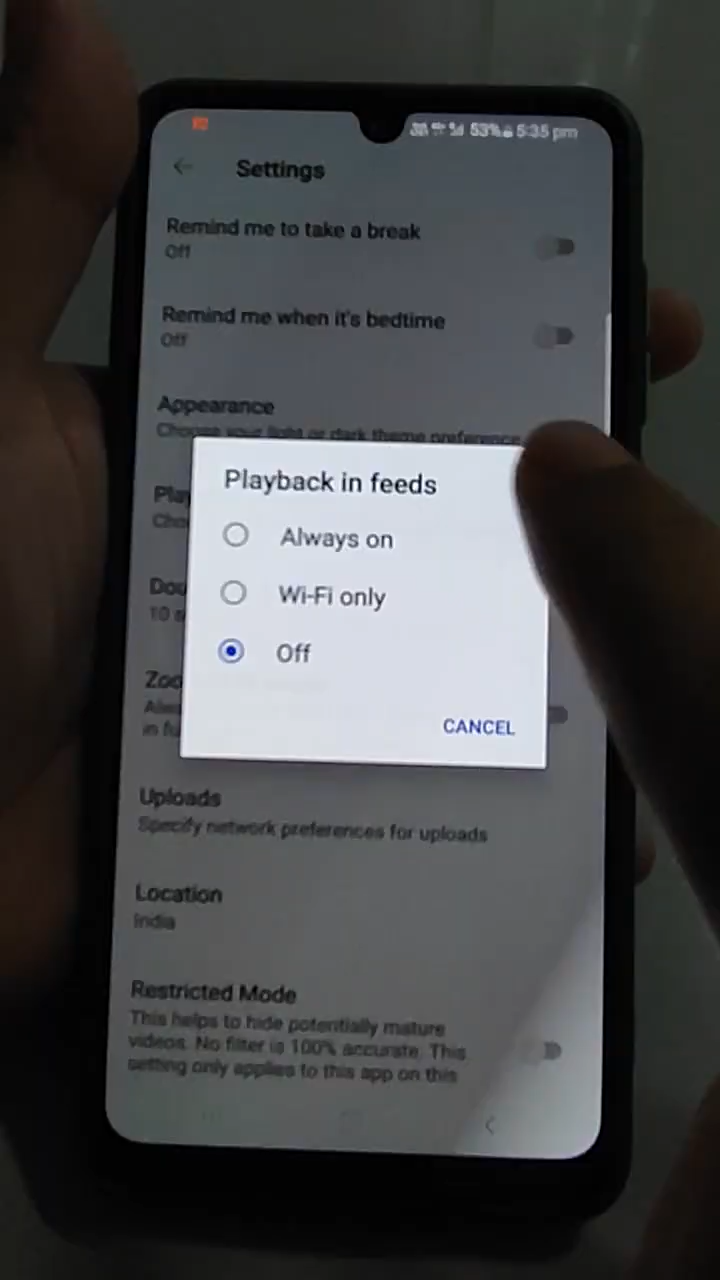 53% 5:35 pm
Settings
Remind me to take a break
Off
Remind me when it's bedtime
Off
Appearance
Choose your light or dark theme preference
Playback in feeds
Always on
Wi-Fi only
Off
CANCEL
Uploads
Specify network preferences for uploads
Location
India
Restricted Mode
This helps to hide potentially mature
videos. No filter is 100% accurate. This
setting only applies to this app on this